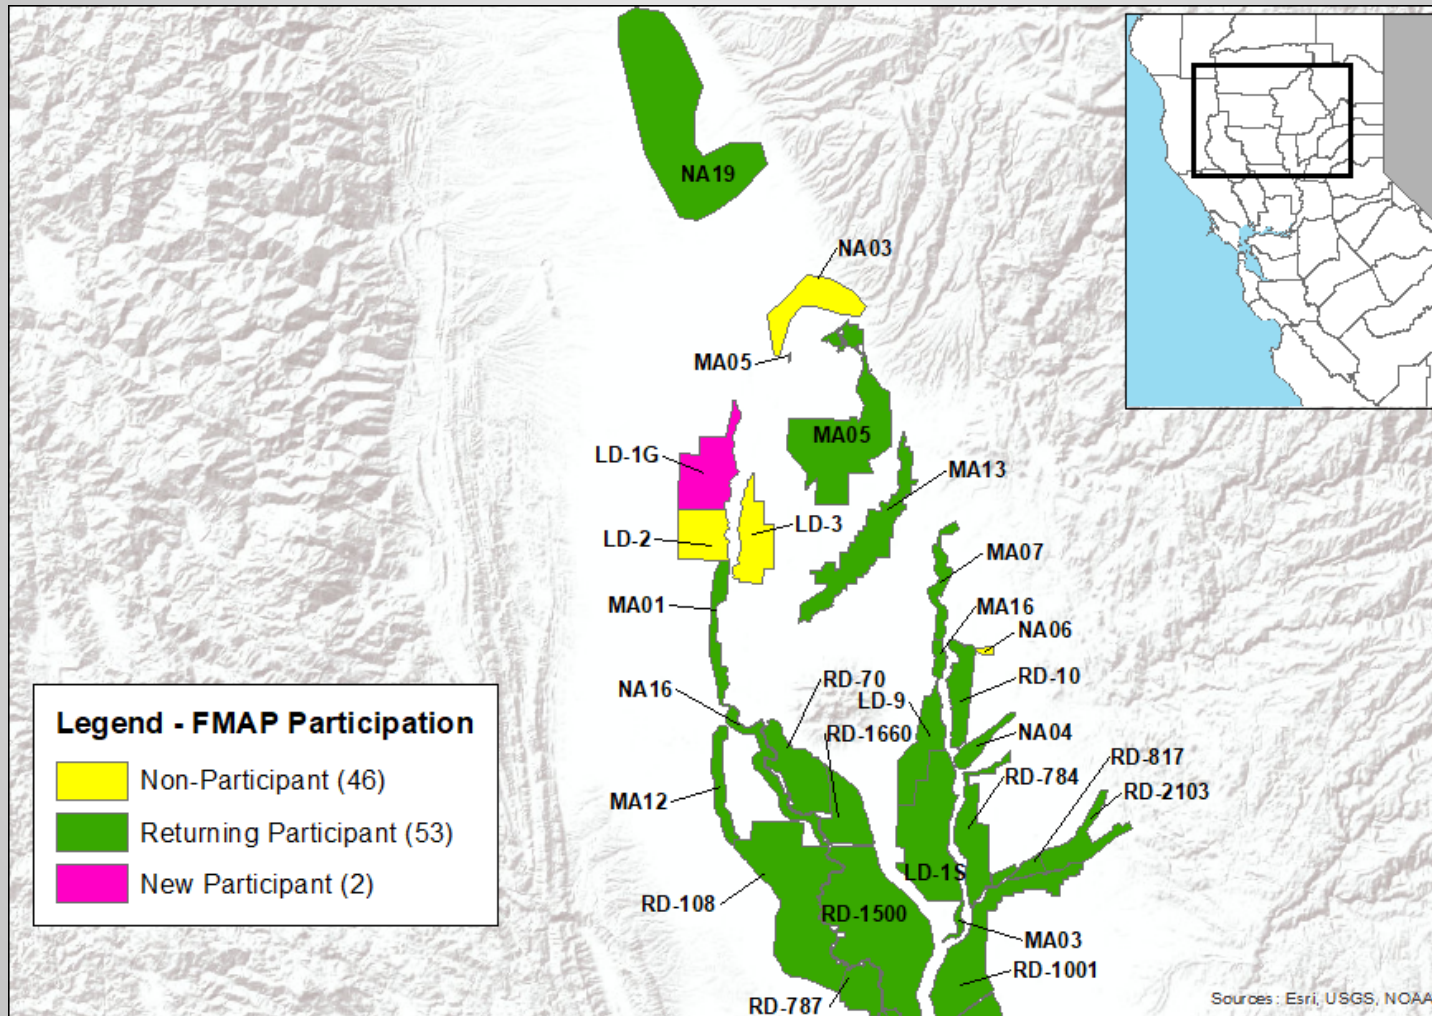 NA19
NA03
MA05
MA05
LD-1G
MA13
LD-3
LD-2
MA07
MA01
MA16
NA06
RD-70
RD-10
NA16
LD-9
RD-1660
NA04
RD-817
RD-784
RD-2103
MA12
LD-1S
RD-108
RD-1500
MA03
RD-1001
RD-787
Legend - FMAP Participation
Non-Participant (46)
Returning Participant (53)
New Participant (2)
Sources: Esri, USGS, NOAA